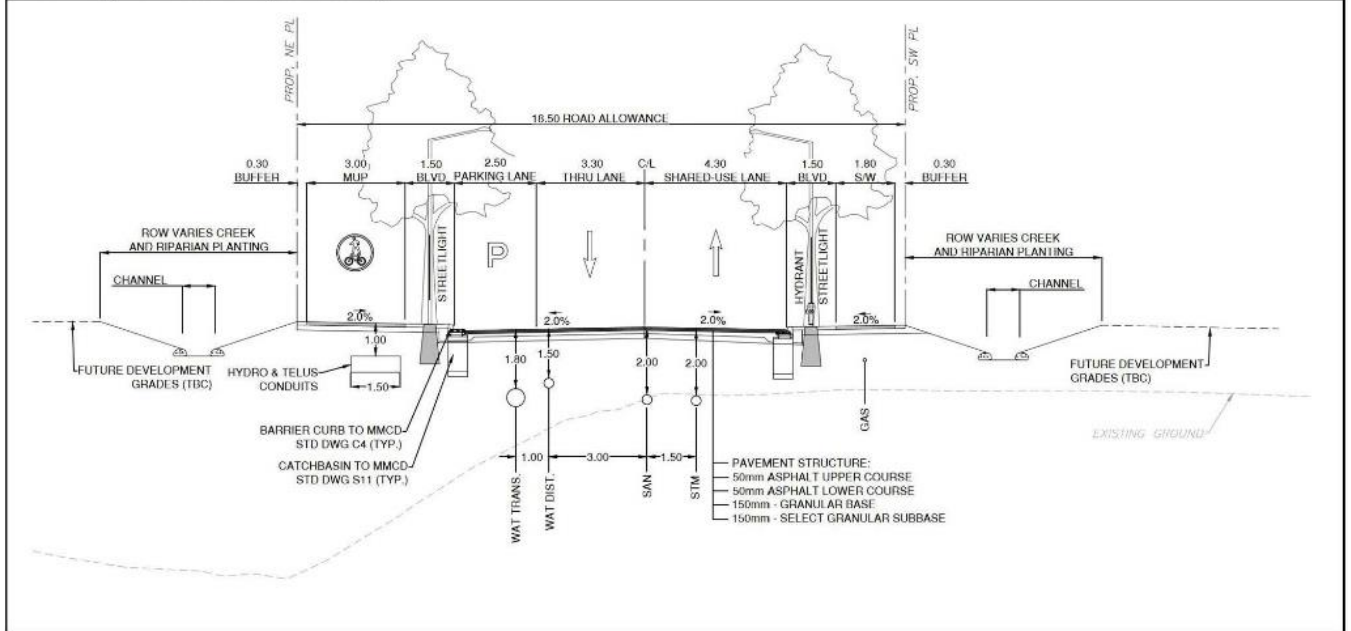 PROP. NE PL
PROP. SW PL
18.50 ROAD ALLOWANCE
0.30
BUFFER
3.00
MUP
1.50
BLVD
2.50
PARKING LANE
3.30
THRU LANE
C/L
4.30
SHARED-USE LANE
1.50
BLVD
1.80
S/W
0.30
BUFFER
ROW VARIES CREEK
AND RIPARIAN PLANTING
CHANNEL
STREETLIGHT
P
HYDRANT
STREETLIGHT
ROW VARIES CREEK
AND RIPARIAN PLANTING
CHANNEL
2.0%
2.0%
2.0%
2.0%
1.00
1.80
1.50
2.00
2.00
FUTURE DEVELOPMENT
GRADES (TBC)
HYDRO & TELUS
CONDUITS
1.50
FUTURE DEVELOPMENT
GRADES (TBC)
GAS
EXISTING GROUND
BARRIER CURB TO MMCD
STD DWG C4 (TYP.)
CATCHBASIN TO MMCD
STD DWG S11 (TYP.)
1.00
3.00
1.50
WAT TRANS.
WAT DIST.
SAN
STM
PAVEMENT STRUCTURE:
50mm ASPHALT UPPER COURSE
50mm ASPHALT LOWER COURSE
150mm - GRANULAR BASE
150mm - SELECT GRANULAR SUBBASE